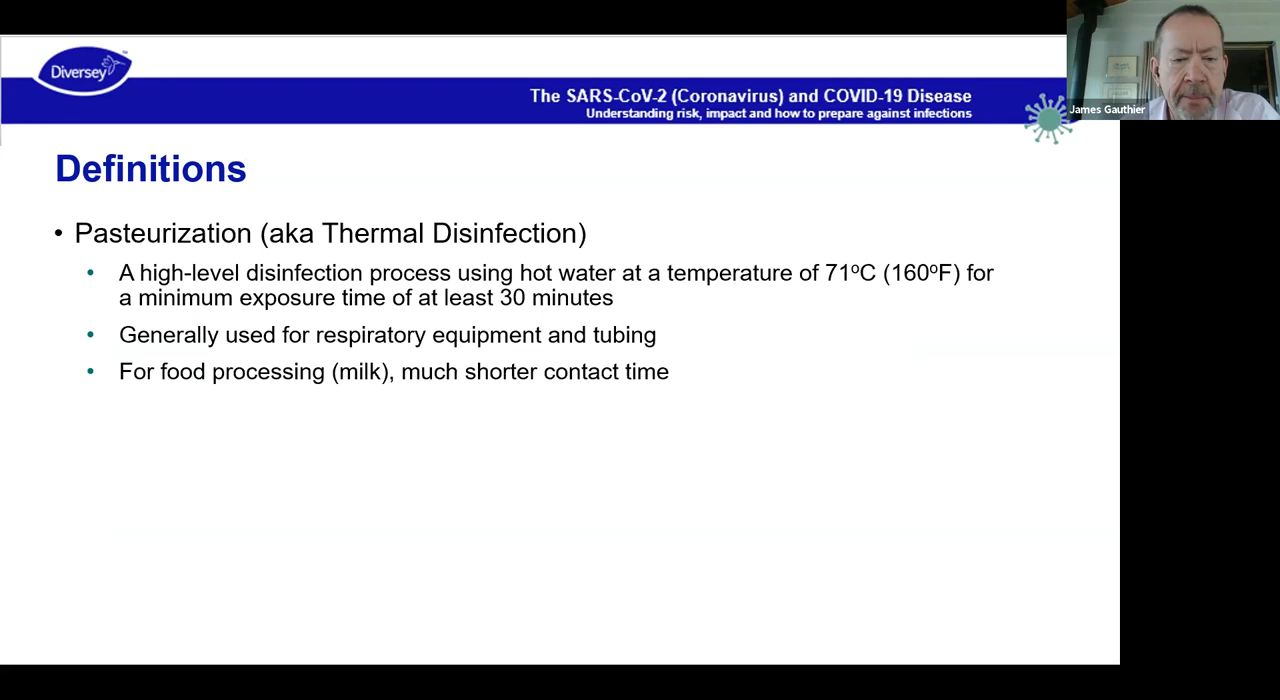 Diversey
The SARS-CoV-2 (Coronavirus) and COVID-19 Disease
Understanding risk, impact and how to prepare against infections
James Gauthier
Definitions
• Pasteurization (aka Thermal Disinfection)
• A high-level disinfection process using hot water at a temperature of 71ºC (160ºF) for
a minimum exposure time of at least 30 minutes
• Generally used for respiratory equipment and tubing
• For food processing (milk), much shorter contact time